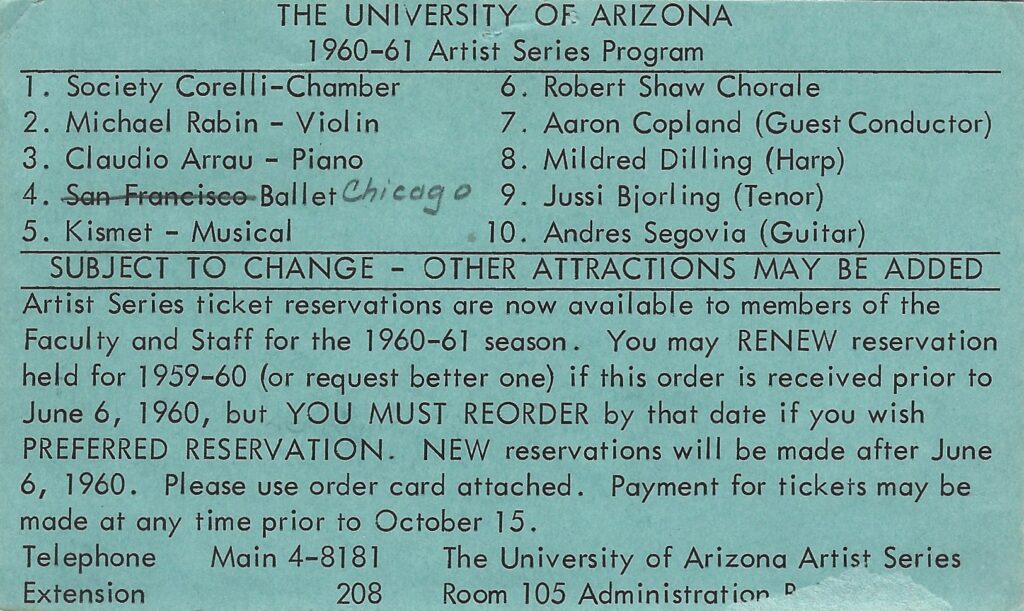 THE UNIVERSITY OF ARIZONA
1960-61 Artist Series Program
1. Society Corelli-Chamber
2. Michael Rabin - Violin
3. Claudio Arrau - Piano
4. San Francisco Ballet Chicago
5. Kismet - Musical
6. Robert Shaw Chorale
7. Aaron Copland (Guest Conductor)
8. Mildred Dilling (Harp)
9. Jussi Bjorling (Tenor)
10. Andres Segovia (Guitar)
SUBJECT TO CHANGE - OTHER ATTRACTIONS MAY BE ADDED
Artist Series ticket reservations are now available to members of the
Faculty and Staff for the 1960-61 season. You may RENEW reservation
held for 1959-60 (or request better one) if this order is received prior to
June 6, 1960, but YOU MUST REORDER by that date if you wish
PREFERRED RESERVATION. NEW reservations will be made after June
6, 1960. Please use order card attached. Payment for tickets may be
made at any time prior to October 15.
Telephone Main 4-8181 The University of Arizona Artist Series
Extension 208 Room 105 Administration